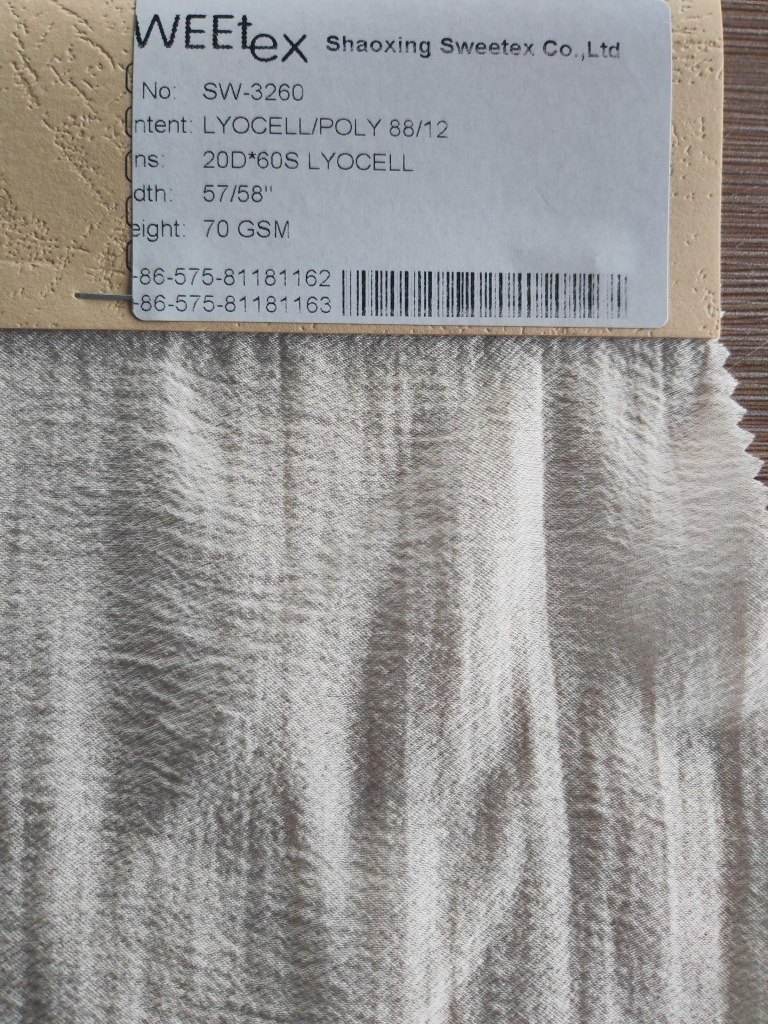 WEEtex Shaoxing Sweetex Co.,Ltd
No: SW-3260
ntent: LYOCELL/POLY 88/12
ns: 20D*60S LYOCELL
dth: 57/58"
eight: 70 GSM
-86-575-81181162
-86-575-81181163